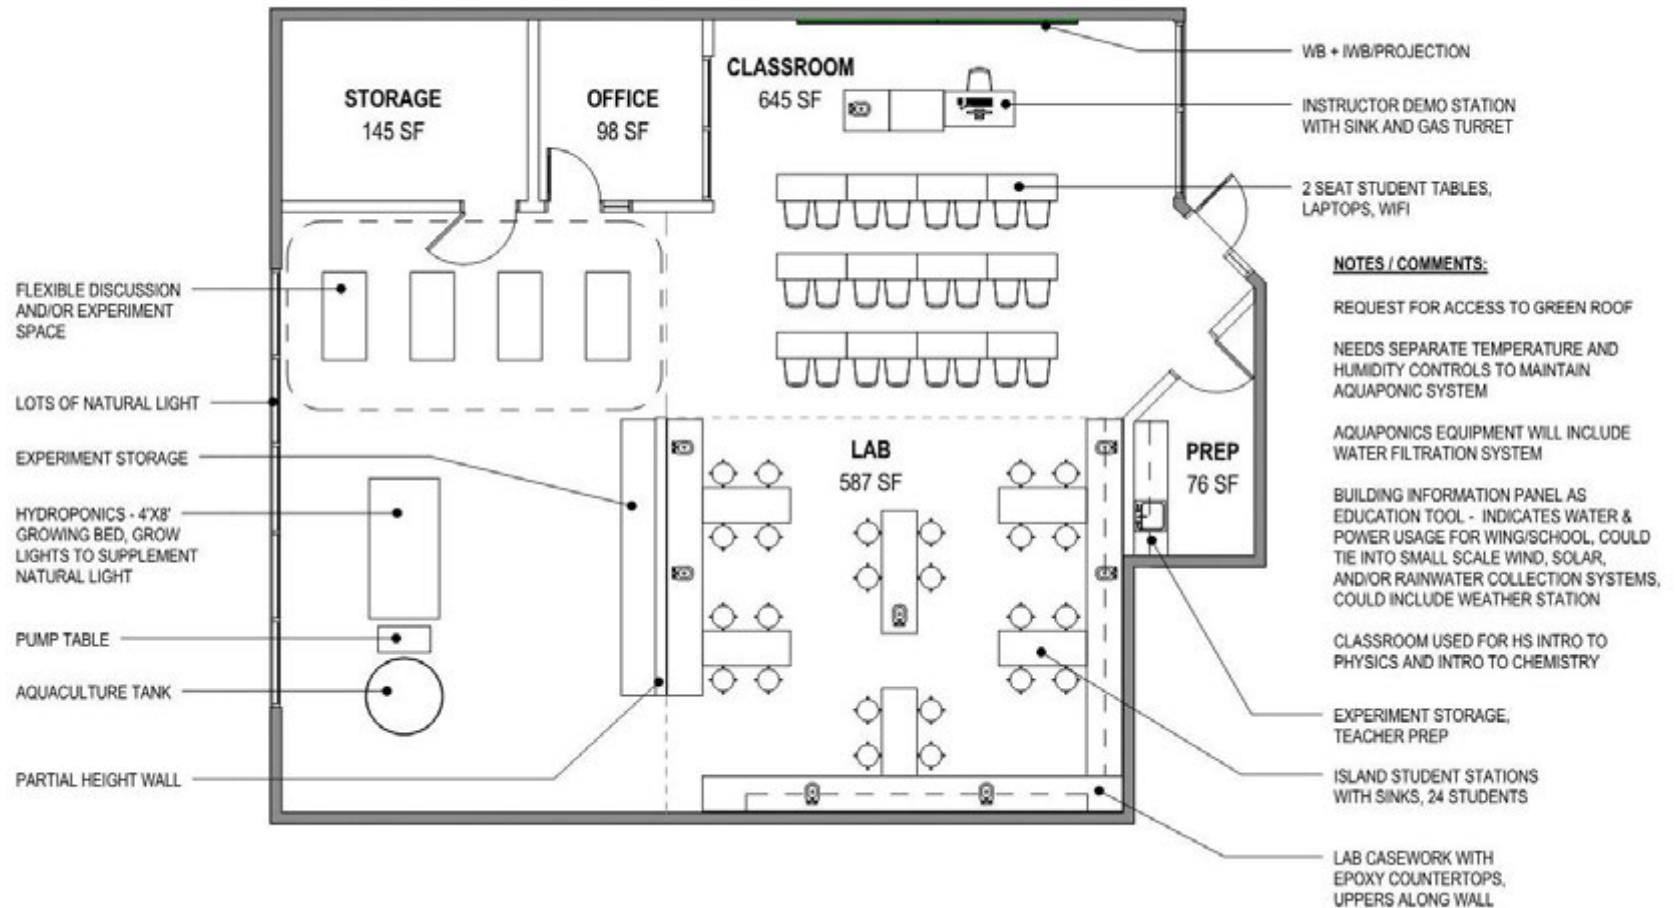 STORAGE
145 SF
OFFICE
98 SF
CLASSROOM
645 SF
LAB
587 SF
PREP
76 SF
FLEXIBLE DISCUSSION
AND/OR EXPERIMENT
SPACE
LOTS OF NATURAL LIGHT
EXPERIMENT STORAGE
HYDROPONICS - 4'X8'
GROWING BED, GROW
LIGHTS TO SUPPLEMENT
NATURAL LIGHT
PUMP TABLE
AQUACULTURE TANK
PARTIAL HEIGHT WALL
WB + IWB/PROJECTION
INSTRUCTOR DEMO STATION
WITH SINK AND GAS TURRET
2 SEAT STUDENT TABLES,
LAPTOPS, WIFI
NOTES / COMMENTS:
REQUEST FOR ACCESS TO GREEN ROOF
NEEDS SEPARATE TEMPERATURE AND
HUMIDITY CONTROLS TO MAINTAIN
AQUAPONIC SYSTEM
AQUAPONICS EQUIPMENT WILL INCLUDE
WATER FILTRATION SYSTEM
BUILDING INFORMATION PANEL AS
EDUCATION TOOL - INDICATES WATER &
POWER USAGE FOR WING/SCHOOL, COULD
TIE INTO SMALL SCALE WIND, SOLAR,
AND/OR RAINWATER COLLECTION SYSTEMS,
COULD INCLUDE WEATHER STATION
CLASSROOM USED FOR HS INTRO TO
PHYSICS AND INTRO TO CHEMISTRY
EXPERIMENT STORAGE,
TEACHER PREP
ISLAND STUDENT STATIONS
WITH SINKS, 24 STUDENTS
LAB CASEWORK WITH
EPOXY COUNTERTOPS,
UPPERS ALONG WALL